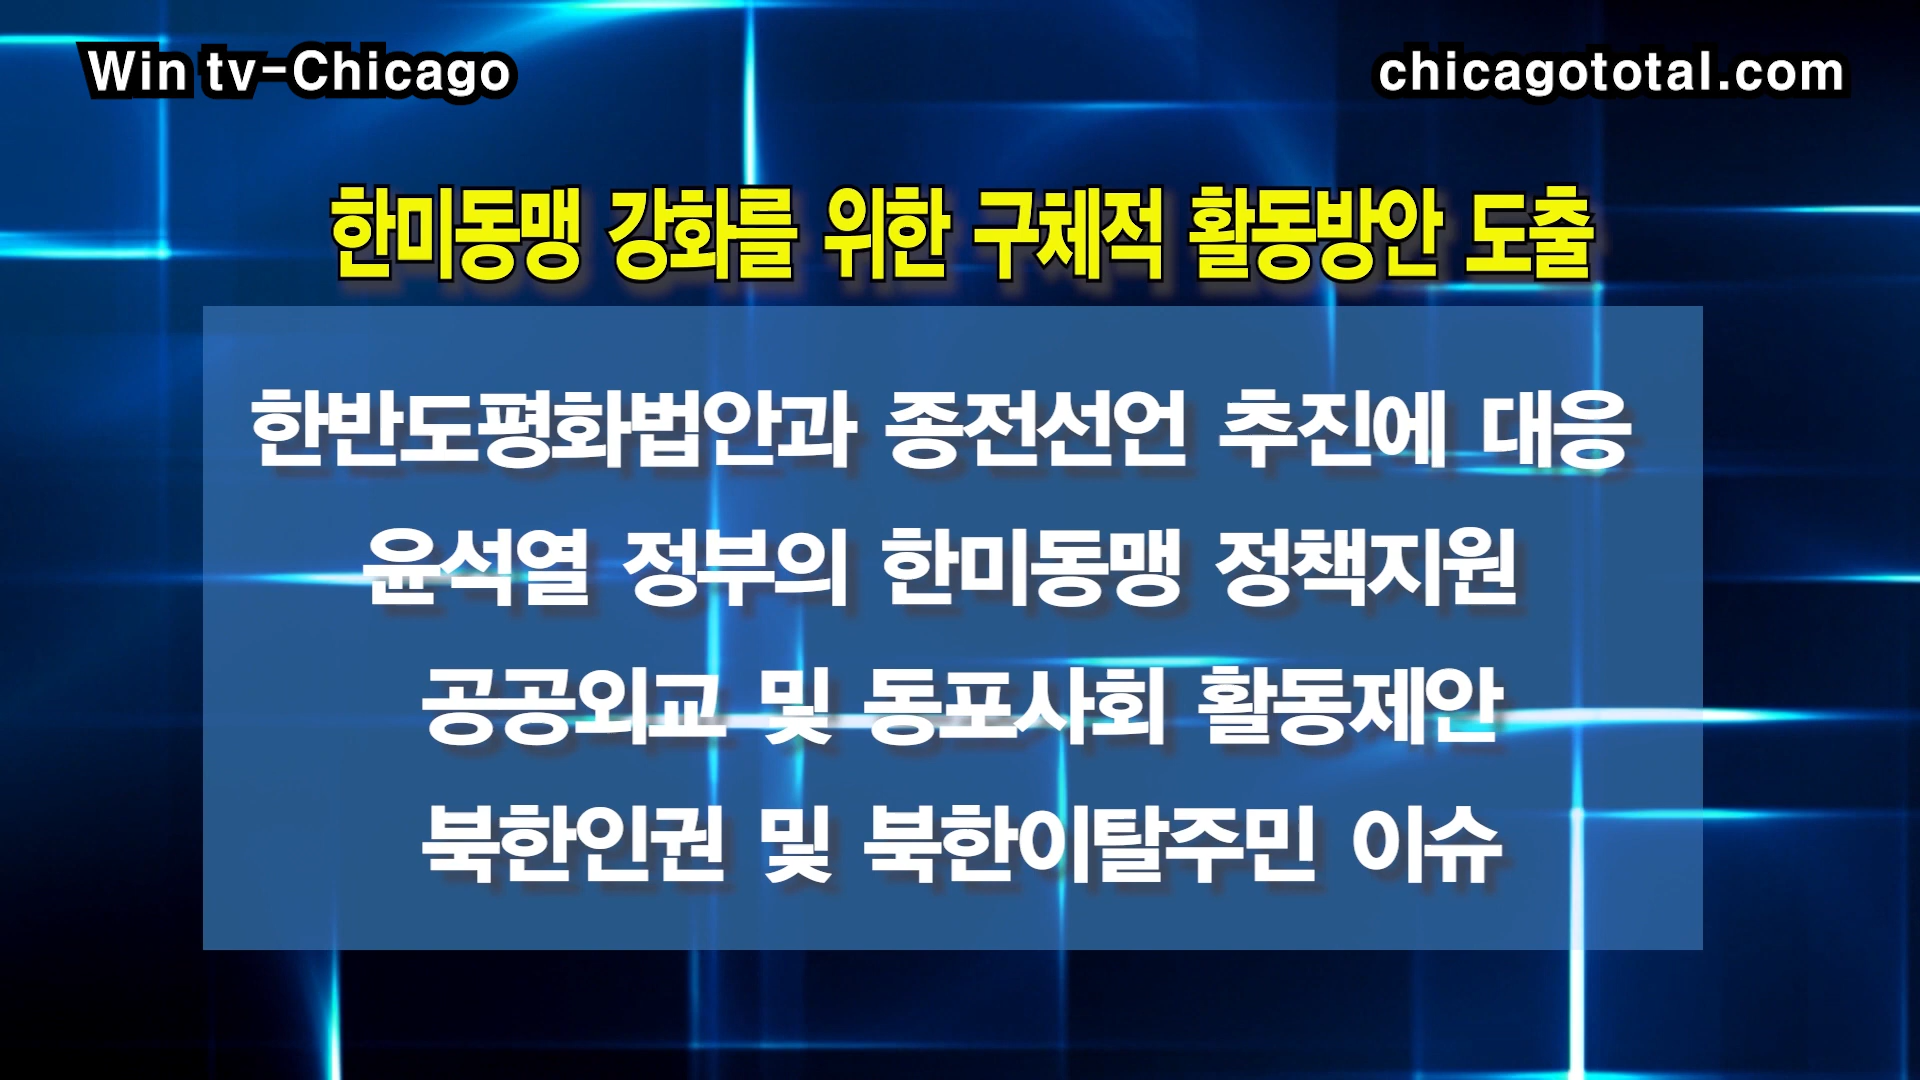 Win tv-Chicago
chicagototal.com
한미동맹 강화를 위한 구체적 활동방안 도출
한반도평화법안과 종전선언 추진에 대응
윤석열 정부의 한미동맹 정책지원
공공외교 및 동포사회 활동제안
북한인권 및 북한이탈주민 이슈